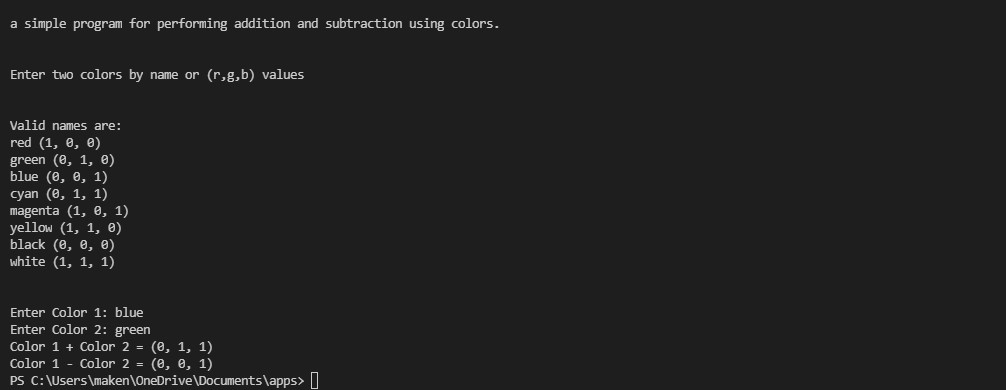 a simple program for performing addition and subtraction using colors.
Enter two colors by name or (r,g,b) values
Valid names are:
red (1, 0, 0)
green (0, 1, 0)
blue (0, 0, 1)
cyan (0, 1, 1)
magenta (1, 0, 1)
yellow (1, 1, 0)
black (0, 0, 0)
white (1, 1, 1)
Enter Color 1: blue
Enter Color 2: green
Color 1 + Color 2 = (0, 1, 1)
Color 1 - Color 2 = (0, 0, 1)
PS C:\Users\maken\OneDrive\Documents\apps>